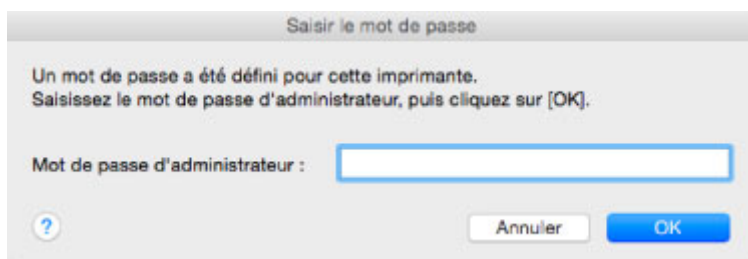 Saisir le mot de passe
Un mot de passe a été défini pour cette imprimante.
Saisissez le mot de passe d'administrateur, puis cliquez sur [OK].
Mot de passe d'administrateur :
?
Annuler
OK